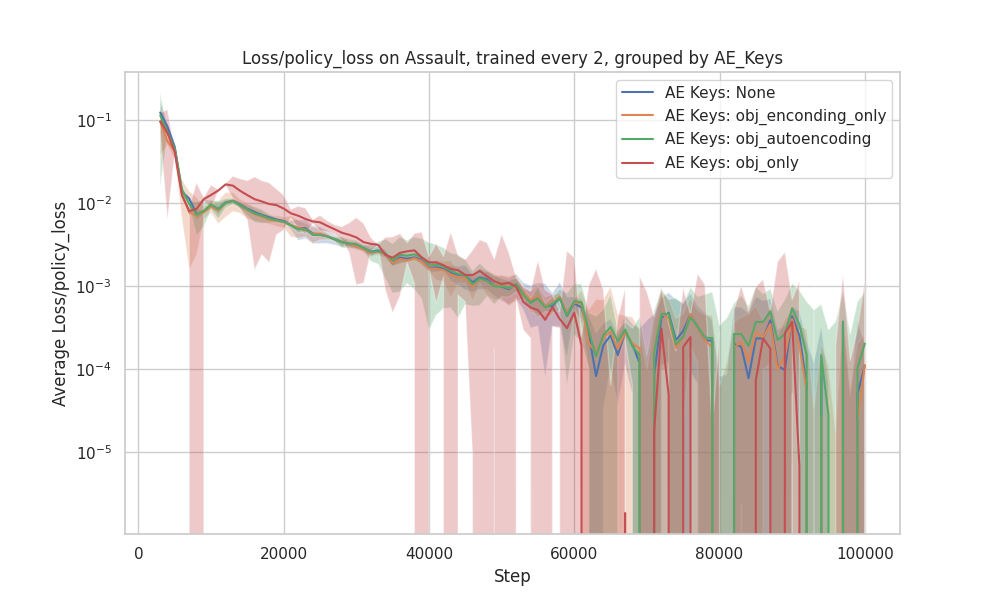 Loss/policy_loss on Assault, trained every 2, grouped by AE_Keys
AE Keys: None
AE Keys: obj_enconding_only
AE Keys: obj_autoencoding
AE Keys: obj_only
Average Loss/policy_loss
10⁻¹
10⁻²
10⁻³
10⁻⁴
10⁻⁵
0 20000 40000 60000 80000 100000
Step